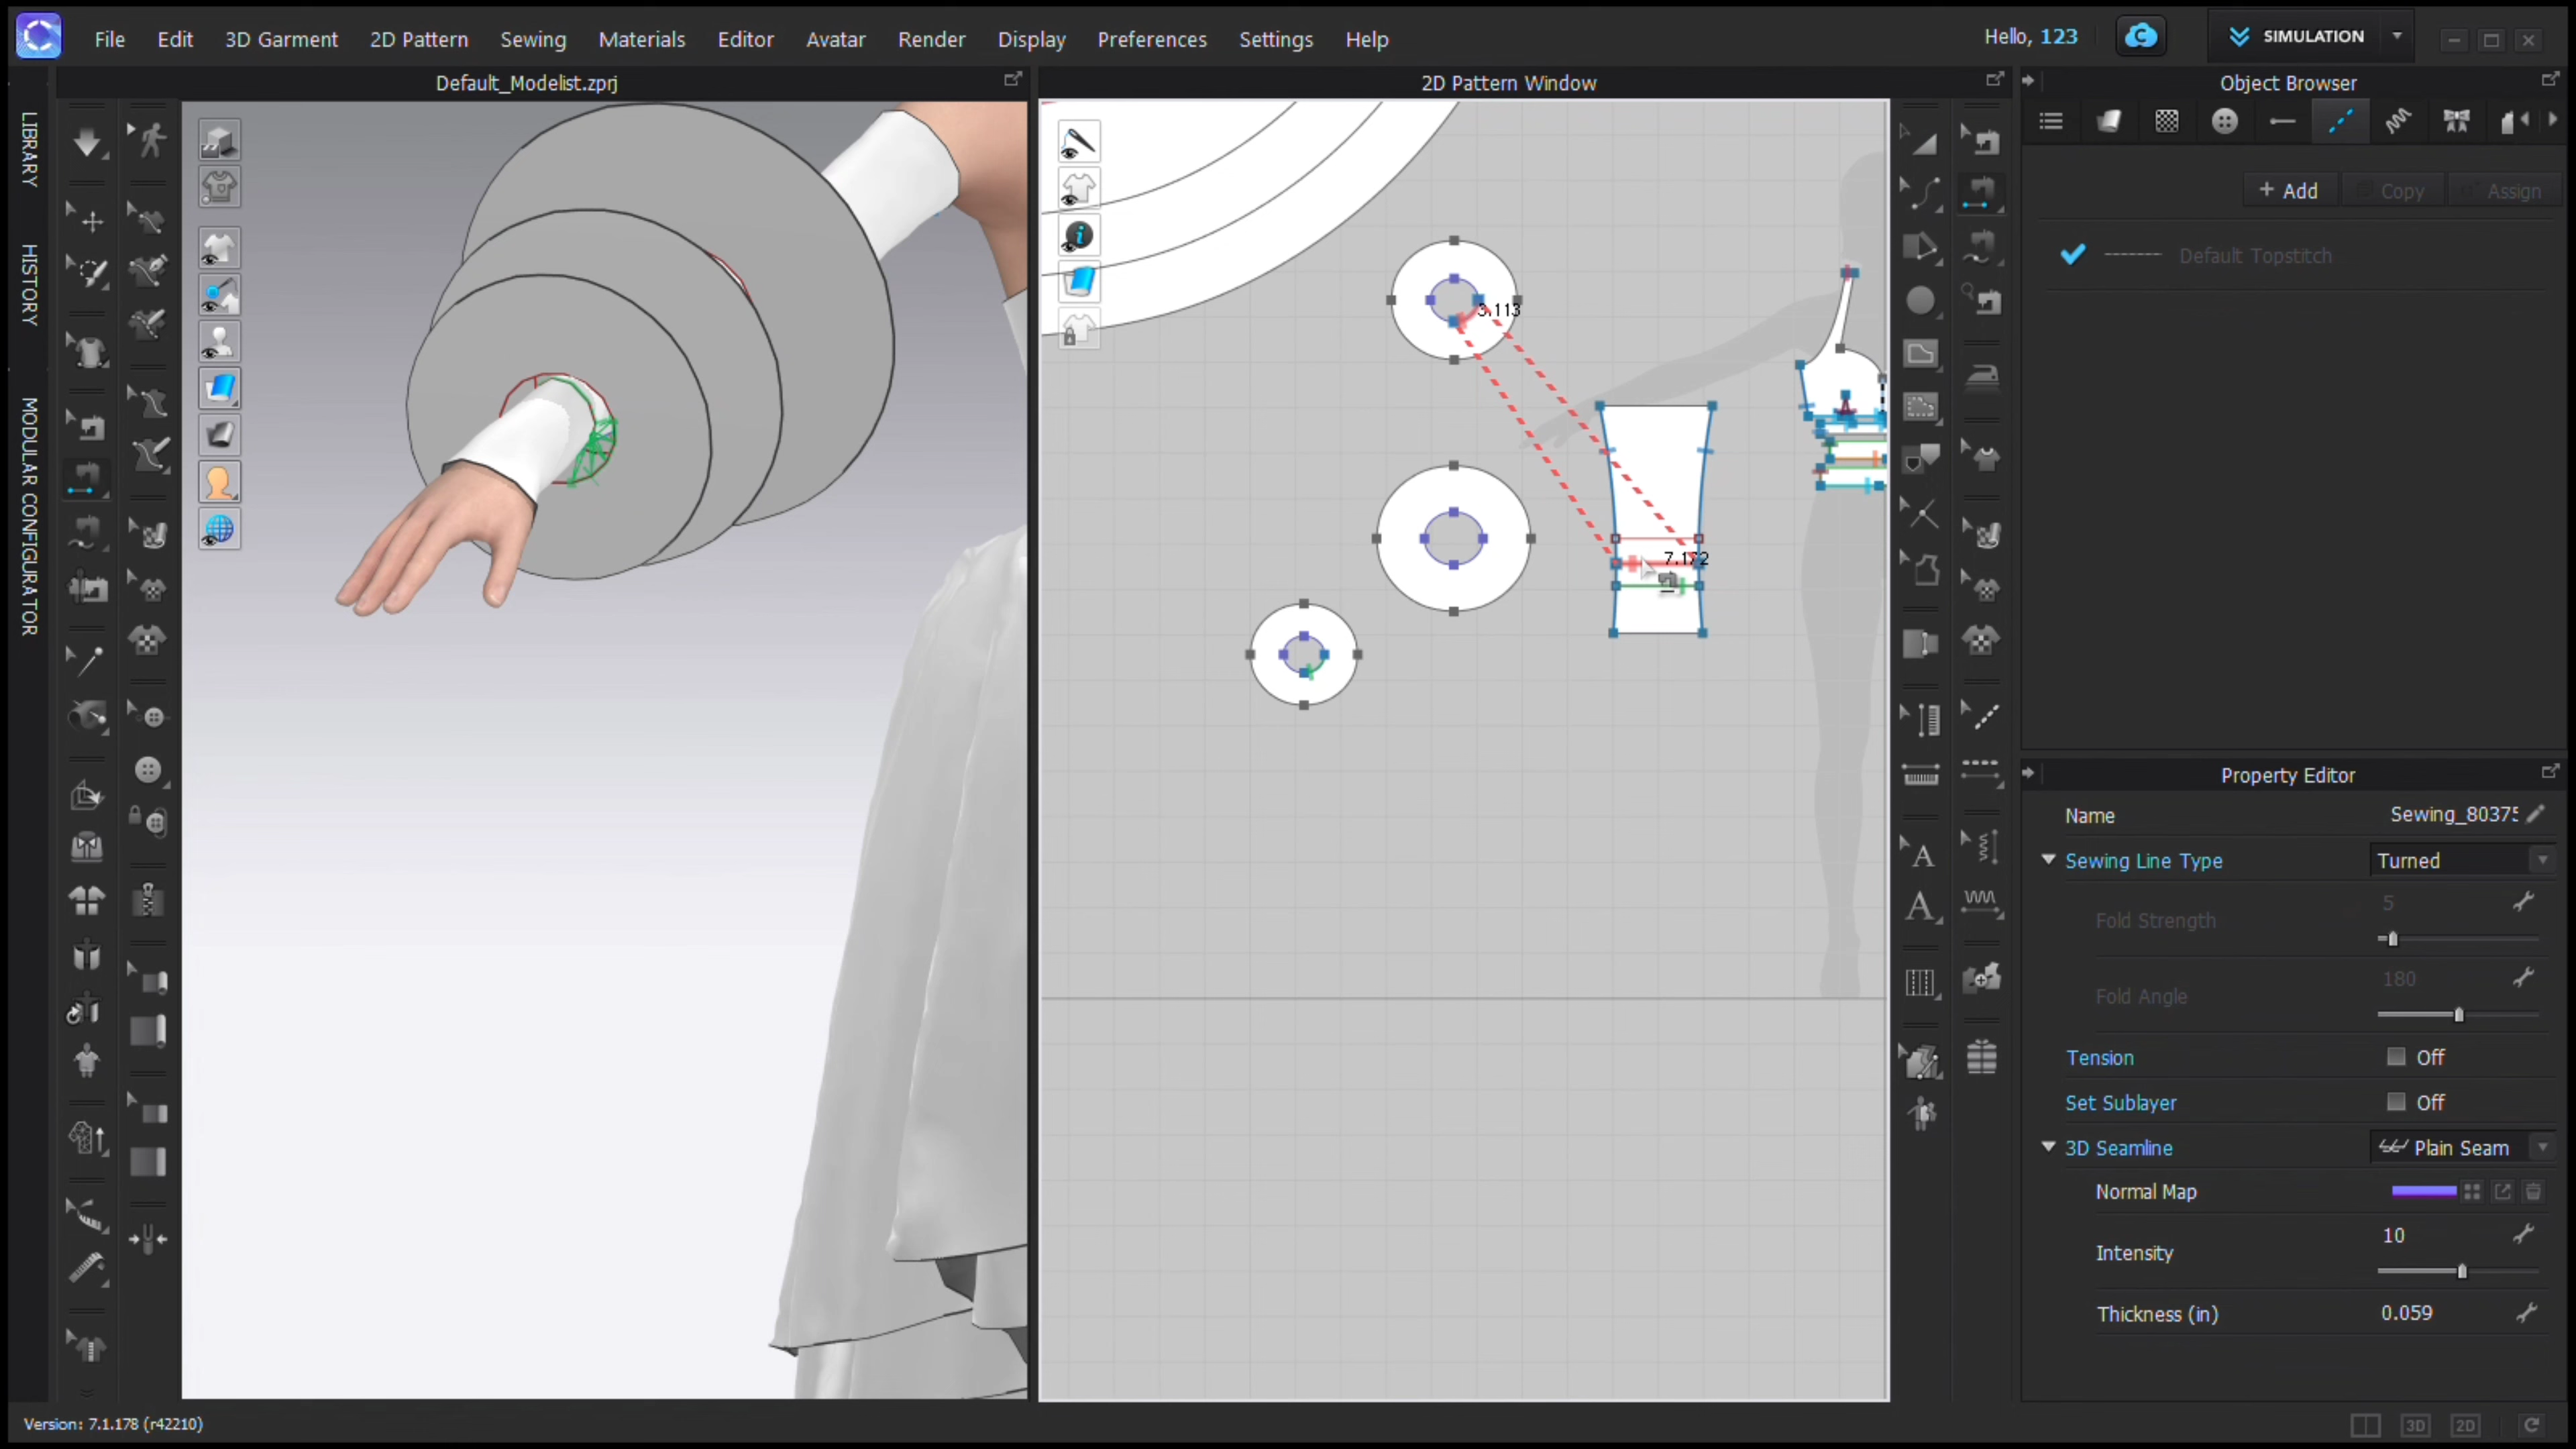 File Edit 3D Garment 2D Pattern Sewing Materials Editor Avatar Render Display Preferences Settings Help
Hello, 123
SIMULATION
Default_Modelist.zprj
2D Pattern Window
Object Browser
LIBRARY
HISTORY
MODULAR CONFIGURATOR
+ Add Copy Assign
Default Topstitch
3.113
7.172
Property Editor
Name Sewing_80375
Sewing Line Type Turned
Fold Strength 5
Fold Angle 180
Tension Off
Set Sublayer Off
3D Seamline Plain Seam
Normal Map
Intensity 10
Thickness (in) 0.059
Version: 7.1.178 (r42210)
3D 2D